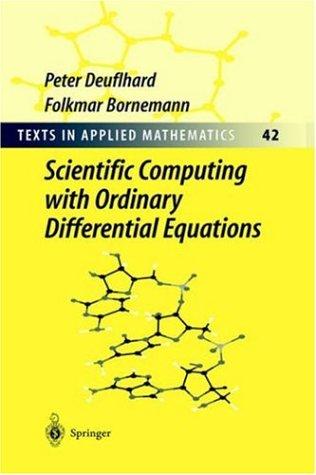 Peter Deuflhard
Folkmar Bornemann
TEXTS IN APPLIED MATHEMATICS 42
Scientific Computing
with Ordinary
Differential Equations
Springer